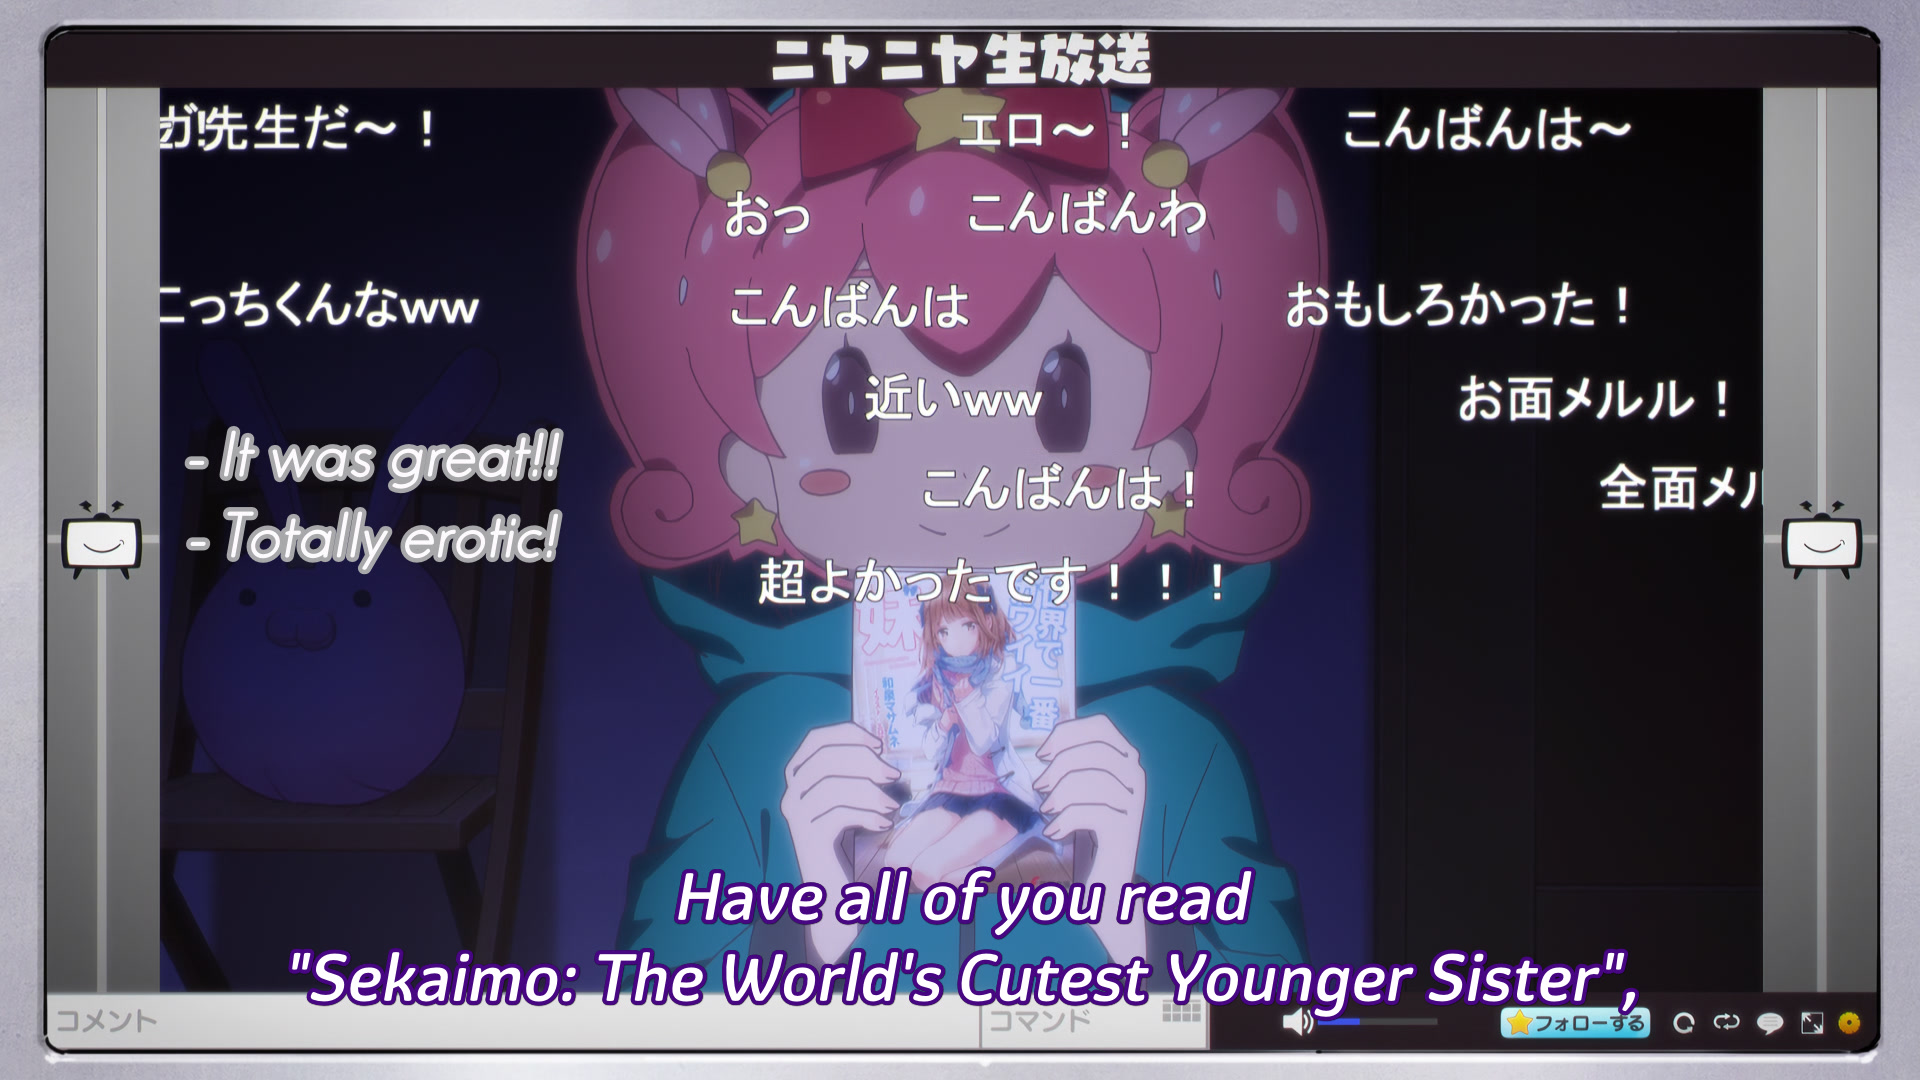 ニヤニヤ生放送
ガ先生だ〜！
エロ〜！
こんばんは〜
おっ
こんばんわ
こっちくんなww
こんばんは
おもしろかった！
近いww
お面メルル！
- It was great!!
- Totally erotic!
こんばんは！
全面メル
超よかったです！！！
妹
世界で一番
カワイイ
和泉マサムネ
Have all of you read
"Sekaimo: The World's Cutest Younger Sister",
コメント
コマンド
フォローする